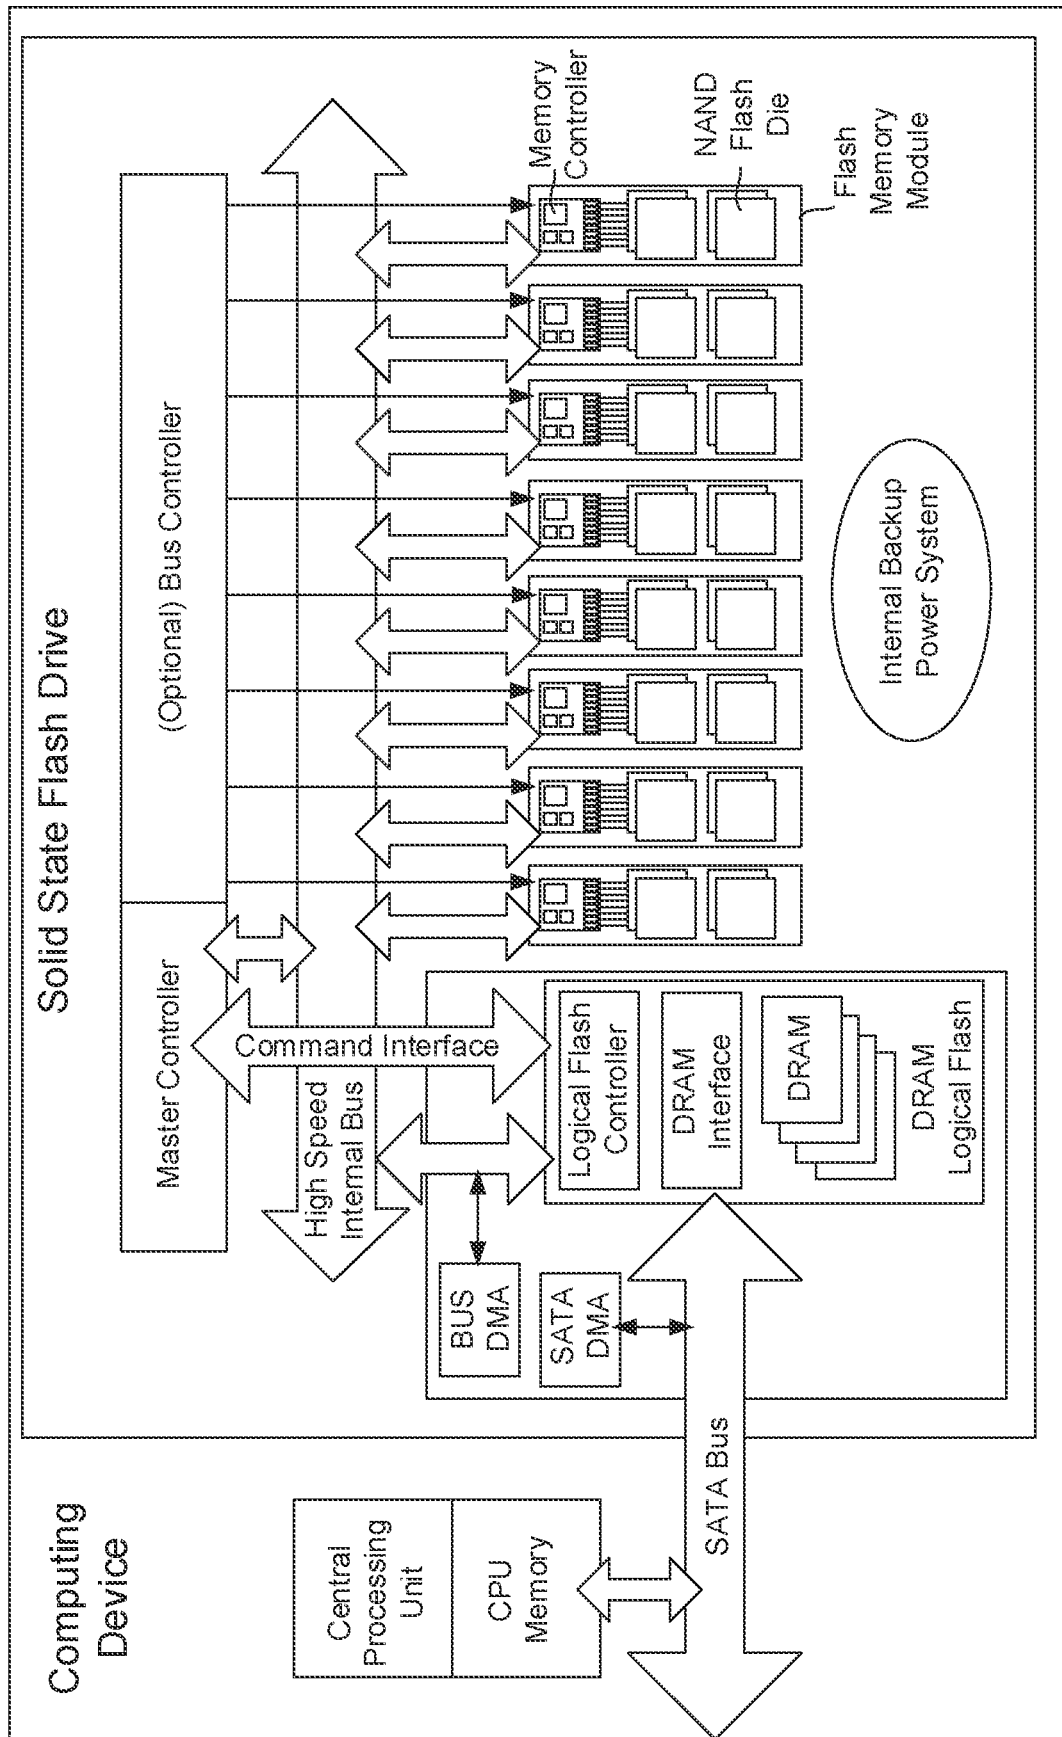 Computing
Device
Solid State Flash Drive
Central
Processing
Unit
CPU
Memory
SATA Bus
Master Controller
(Optional) Bus Controller
High Speed
Internal Bus
Command Interface
BUS
DMA
SATA
DMA
Logical Flash
Controller
DRAM
Interface
DRAM
DRAM
Logical Flash
Memory
Controller
NAND
Flash
Die
Flash
Memory
Module
Internal Backup
Power System